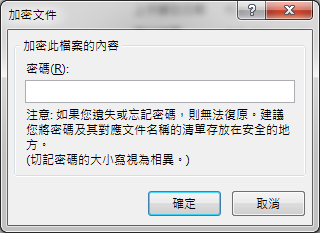 加密文件
加密此檔案的內容
密碼(R):
注意: 如果您遺失或忘記密碼，則無法復原。建議
您將密碼及其對應文件名稱的清單存放在安全的地
方。
(切記密碼的大小寫視為相異。)
確定
取消